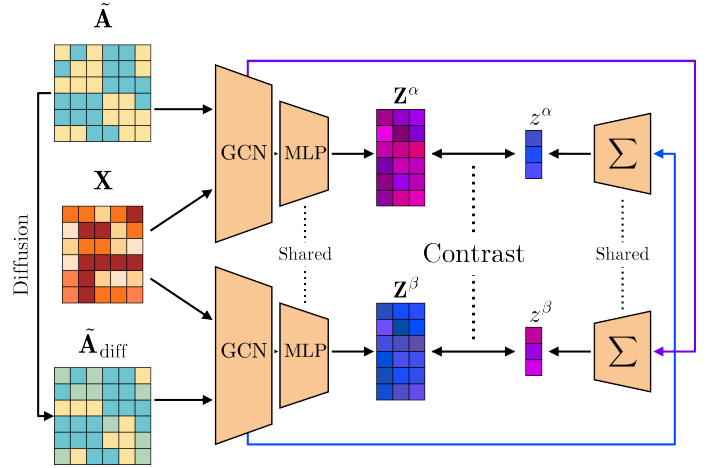 Ã
X
Diffusion
Ã_diff
GCN
MLP
Z^α
z^α
∑
Shared
Contrast
Shared
GCN
MLP
Z^β
z^β
∑